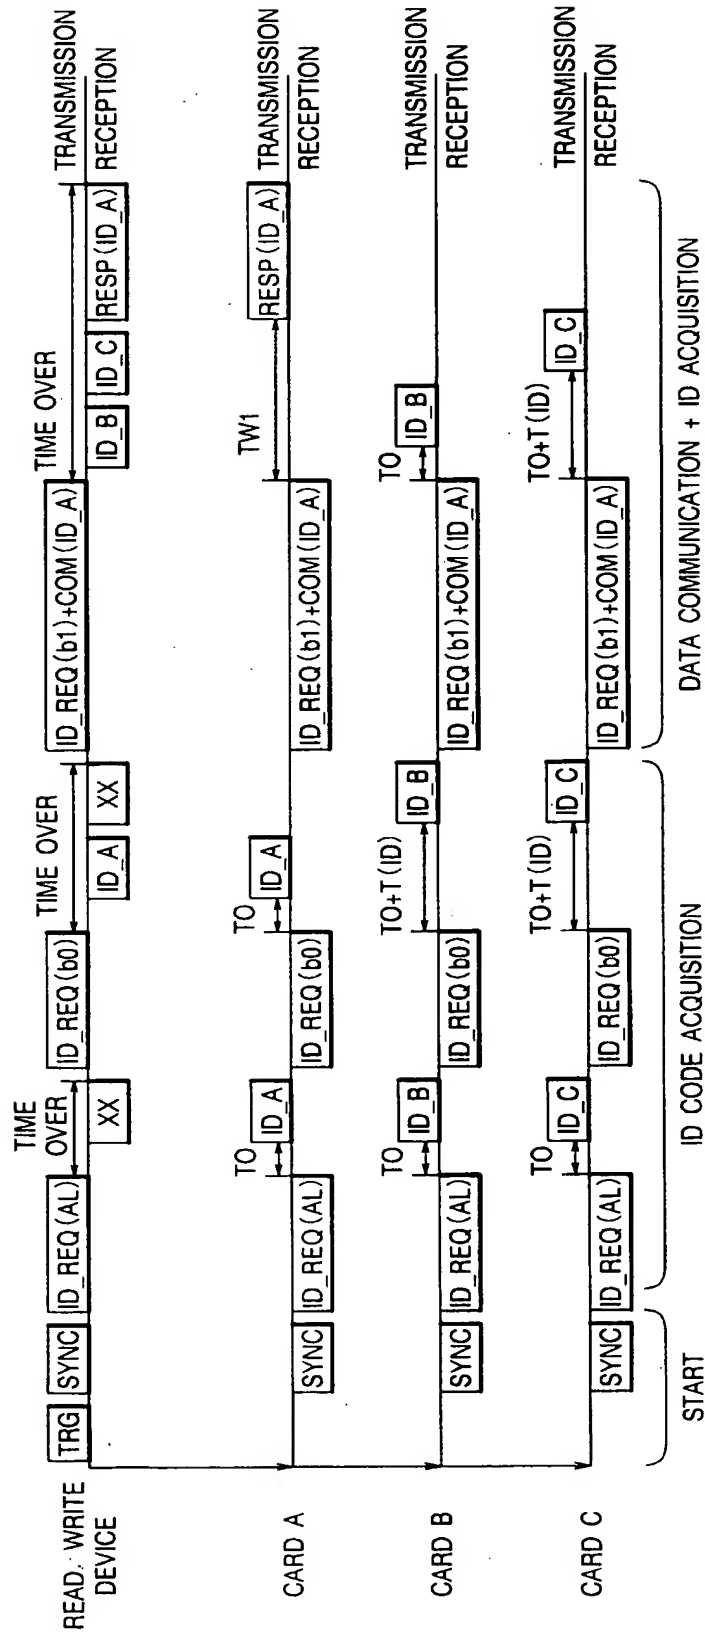 READ. WRITE
DEVICE
TRG
SYNC
ID_REQ(AL)
TIME
OVER
XX
ID_REQ(b0)
TIME OVER
ID_A
XX
ID_REQ(b1)+COM(ID_A)
TIME OVER
ID_B
ID_C
RESP(ID_A)
TRANSMISSION
RECEPTION
CARD A
SYNC
ID_REQ(AL)
TO
ID_A
ID_REQ(b0)
TO
ID_A
ID_REQ(b1)+COM(ID_A)
TW1
RESP(ID_A)
TRANSMISSION
RECEPTION
CARD B
SYNC
ID_REQ(AL)
TO
ID_B
ID_REQ(b0)
TO+T(ID)
ID_B
ID_REQ(b1)+COM(ID_A)
TO
ID_B
TRANSMISSION
RECEPTION
CARD C
SYNC
ID_REQ(AL)
TO
ID_C
ID_REQ(b0)
TO+T(ID)
ID_C
ID_REQ(b1)+COM(ID_A)
TO+T(ID)
ID_C
TRANSMISSION
RECEPTION
START
ID CODE ACQUISITION
DATA COMMUNICATION + ID ACQUISITION